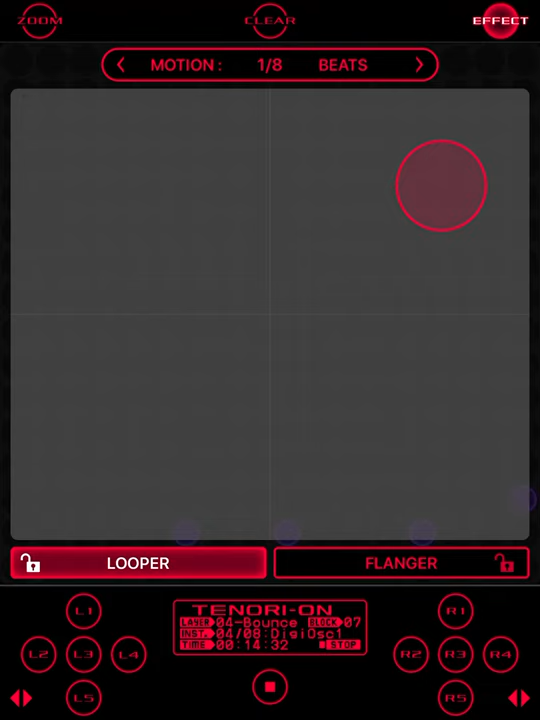 ZOOM CLEAR EFFECT
MOTION : 1/8 BEATS
LOOPER FLANGER
TENORI-ON
LAYER 04-Bounce BLOCK 07
INST. 04/08:DigiOsc1
TIME 00:14:32 STOP
L1 R1
L2 L3 L4 R2 R3 R4
L5 R5